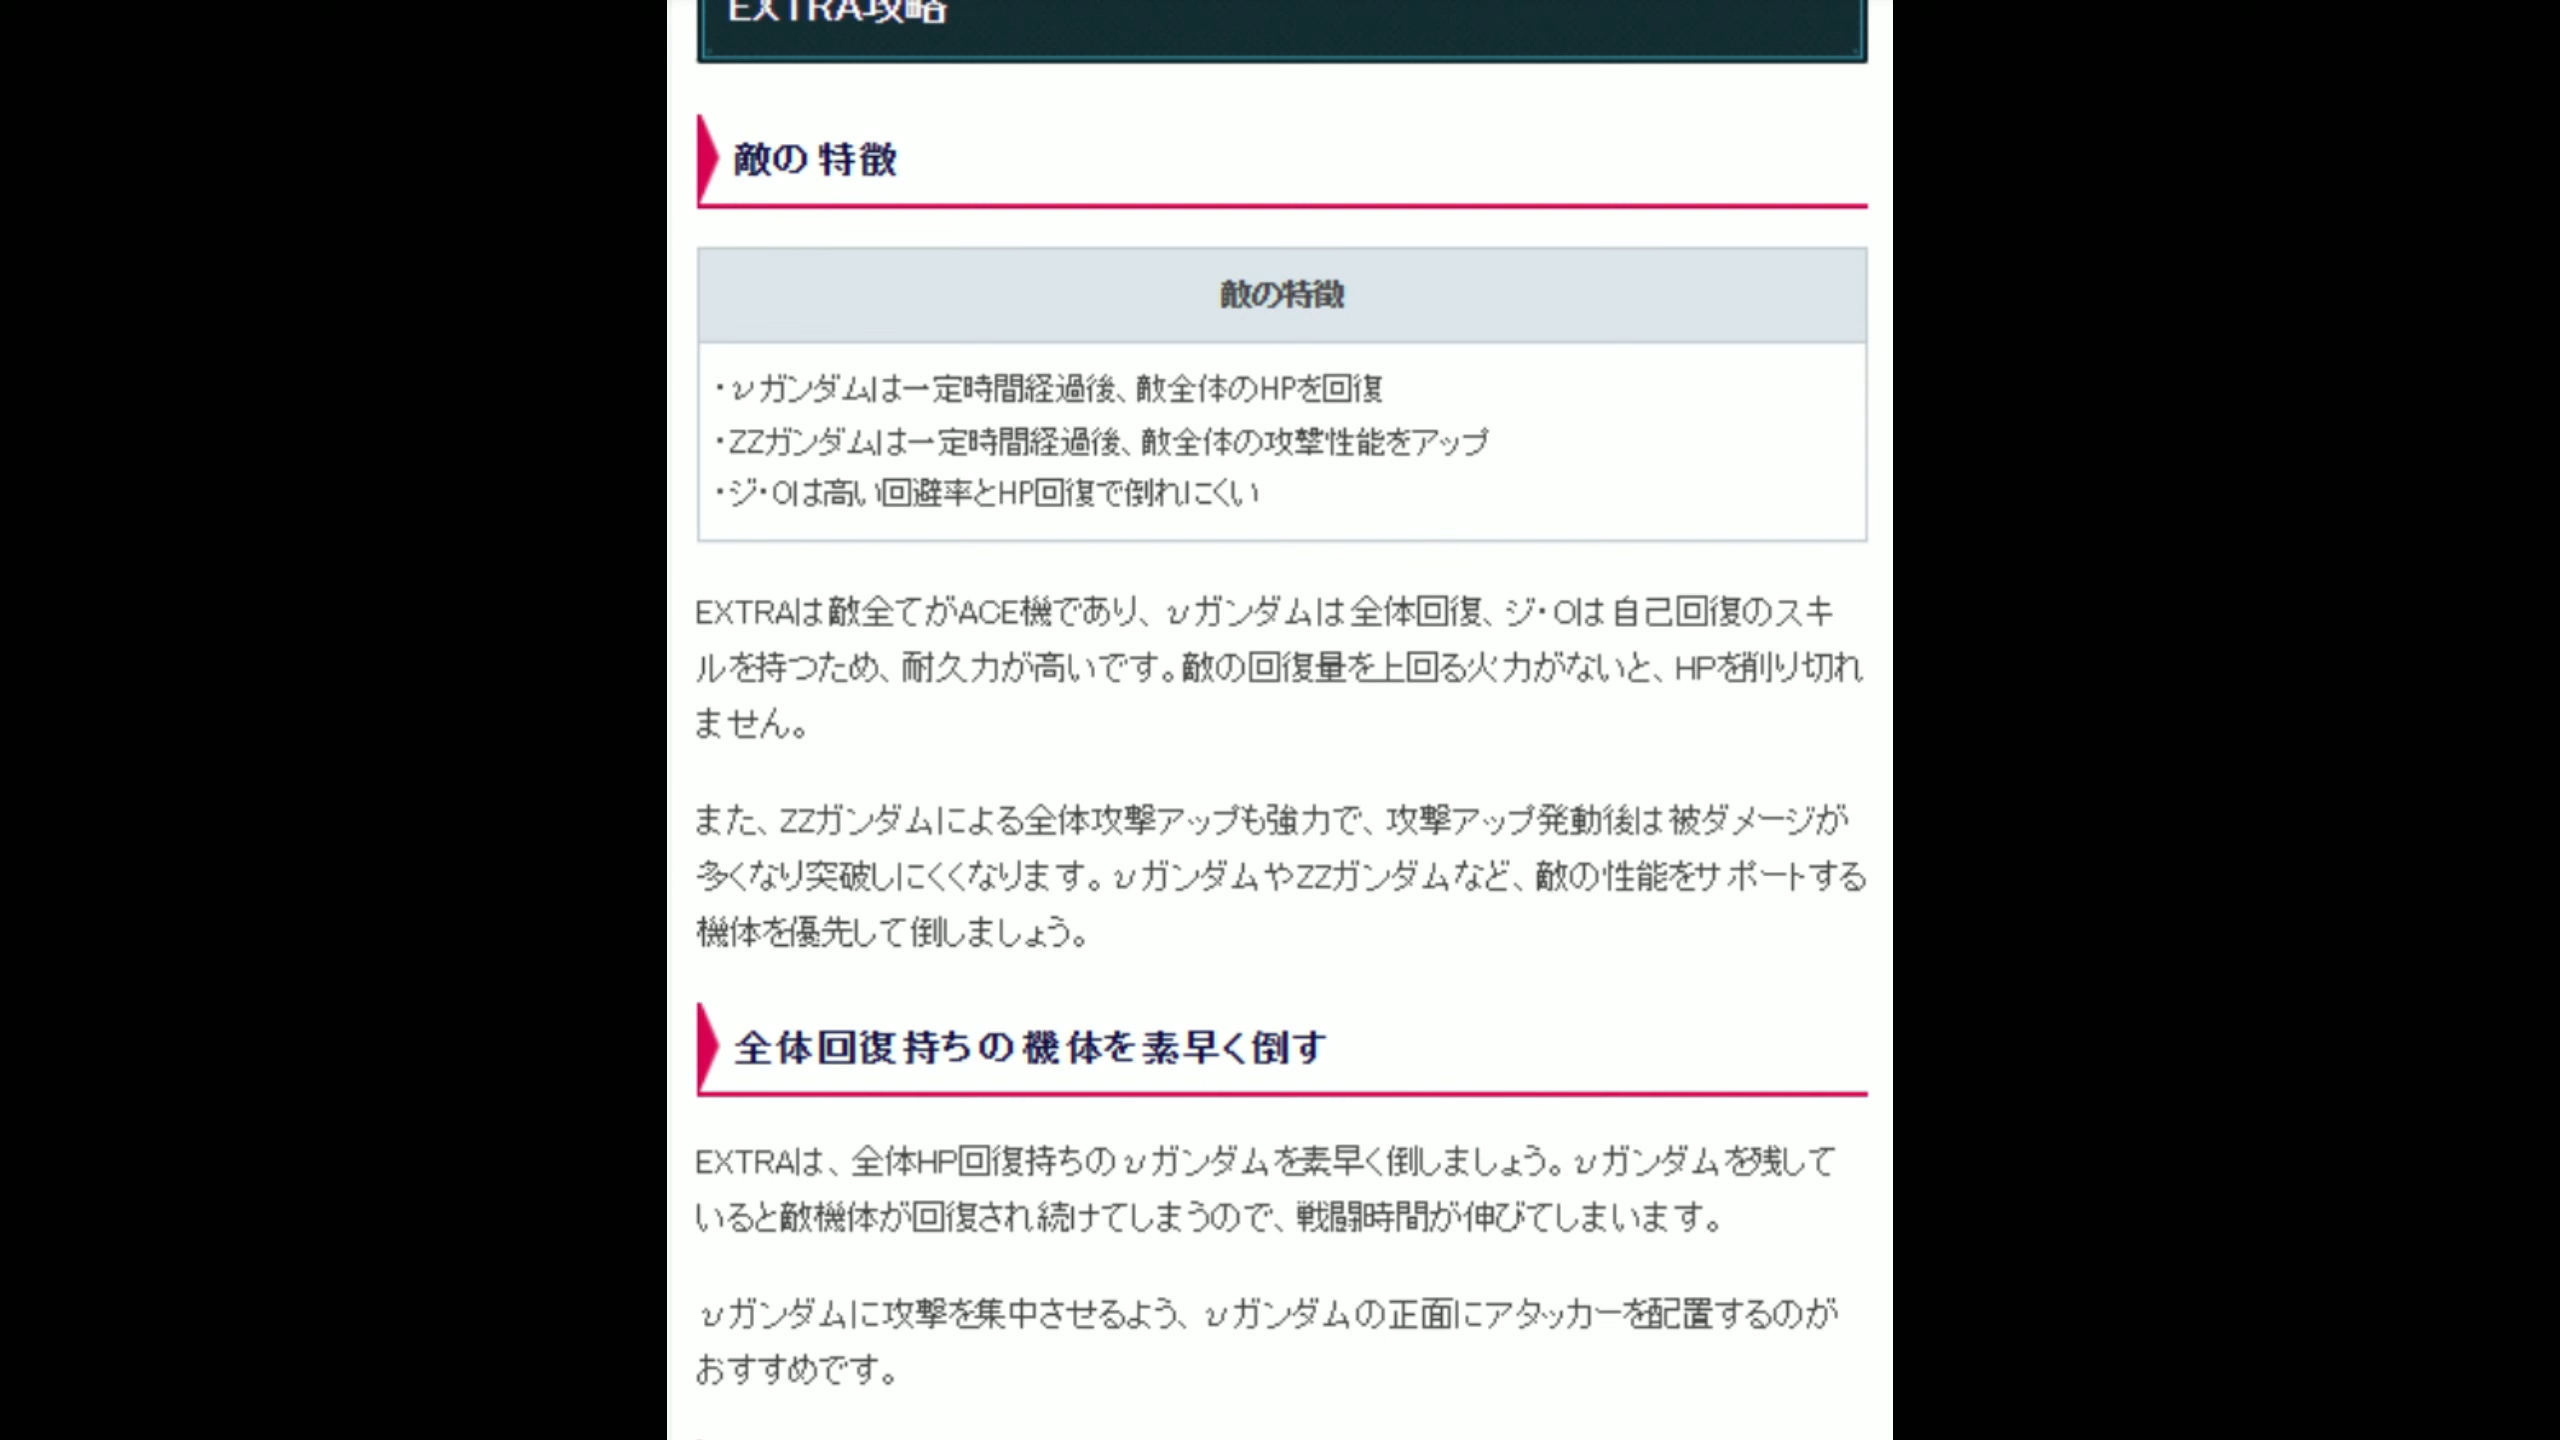 EXTRA攻略
敵の特徴
敵の特徴
・νガンダムは一定時間経過後、敵全体のHPを回復
・ZZガンダムは一定時間経過後、敵全体の攻撃性能をアップ
・ジ・Oは高い回避率とHP回復で倒れにくい
EXTRAは敵全てがACE機であり、νガンダムは全体回復、ジ・Oは自己回復のスキ
ルを持つため、耐久力が高いです。敵の回復量を上回る火力がないと、HPを削り切れ
ません。
また、ZZガンダムによる全体攻撃アップも強力で、攻撃アップ発動後は被ダメージが
多くなり突破しにくくなります。νガンダムやZZガンダムなど、敵の性能をサポートする
機体を優先して倒しましょう。
全体回復持ちの機体を素早く倒す
EXTRAは、全体HP回復持ちのνガンダムを素早く倒しましょう。νガンダムを残して
いると敵機体が回復され続けてしまうので、戦闘時間が伸びてしまいます。
νガンダムに攻撃を集中させるよう、νガンダムの正面にアタッカーを配置するのが
おすすめです。